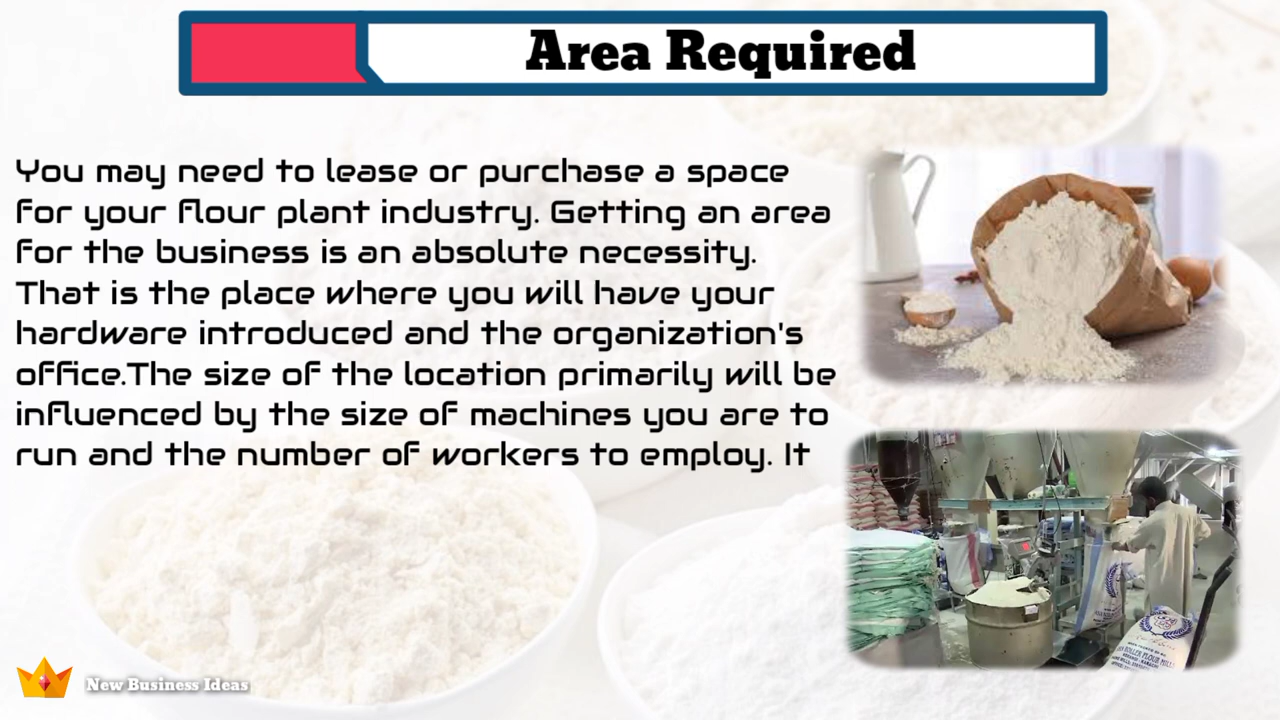 Area Required
You may need to lease or purchase a space
for your flour plant industry. Getting an area
for the business is an absolute necessity.
That is the place where you will have your
hardware introduced and the organization's
office.The size of the location primarily will be
influenced by the size of machines you are to
run and the number of workers to employ. It
ROLLER FLOUR MILLS
New Business Ideas